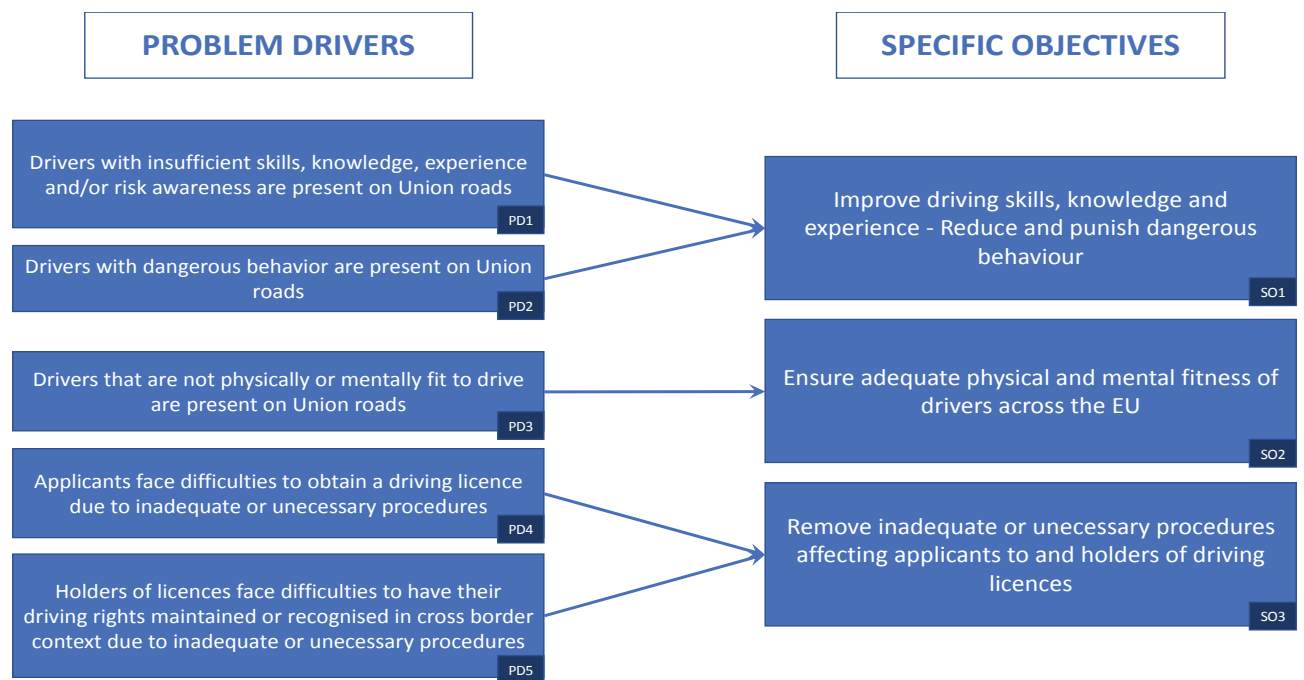 PROBLEM DRIVERS
SPECIFIC OBJECTIVES
Drivers with insufficient skills, knowledge, experience
and/or risk awareness are present on Union roads
PD1
Drivers with dangerous behavior are present on Union
roads
PD2
Drivers that are not physically or mentally fit to drive
are present on Union roads
PD3
Applicants face difficulties to obtain a driving licence
due to inadequate or unecessary procedures
PD4
Holders of licences face difficulties to have their
driving rights maintained or recognised in cross border
context due to inadequate or unecessary procedures
PD5
Improve driving skills, knowledge and
experience - Reduce and punish dangerous
behaviour
SO1
Ensure adequate physical and mental fitness of
drivers across the EU
SO2
Remove inadequate or unecessary procedures
affecting applicants to and holders of driving
licences
SO3